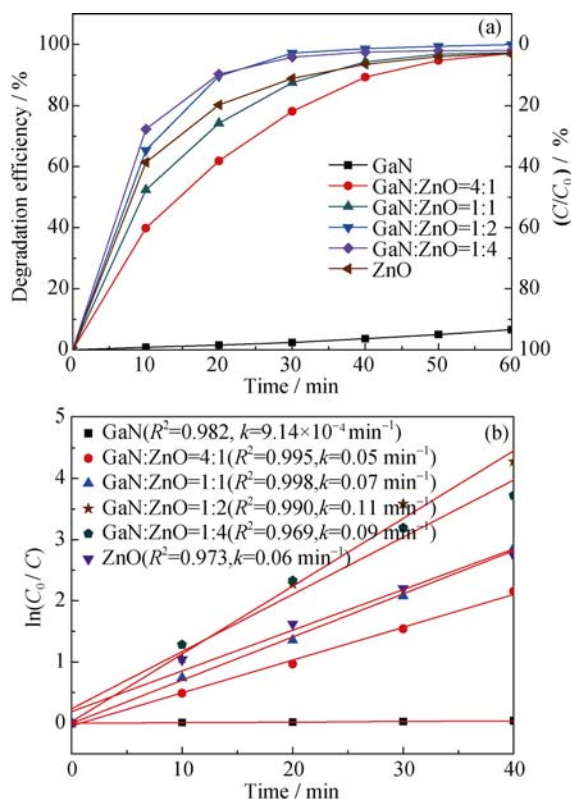 (a)
100
80
60
40
20
0
Degradation efficiency / %
0
20
40
60
80
100
(C/C₀) / %
GaN
GaN:ZnO=4:1
GaN:ZnO=1:1
GaN:ZnO=1:2
GaN:ZnO=1:4
ZnO
0 10 20 30 40 50 60
Time / min
(b)
5
4
3
2
1
0
ln(C₀ / C)
GaN(R²=0.982, k=9.14×10⁻⁴ min⁻¹)
GaN:ZnO=4:1(R²=0.995,k=0.05 min⁻¹)
GaN:ZnO=1:1(R²=0.998,k=0.07 min⁻¹)
GaN:ZnO=1:2(R²=0.990,k=0.11 min⁻¹)
GaN:ZnO=1:4(R²=0.969,k=0.09 min⁻¹)
ZnO(R²=0.973,k=0.06 min⁻¹)
0 10 20 30 40
Time / min